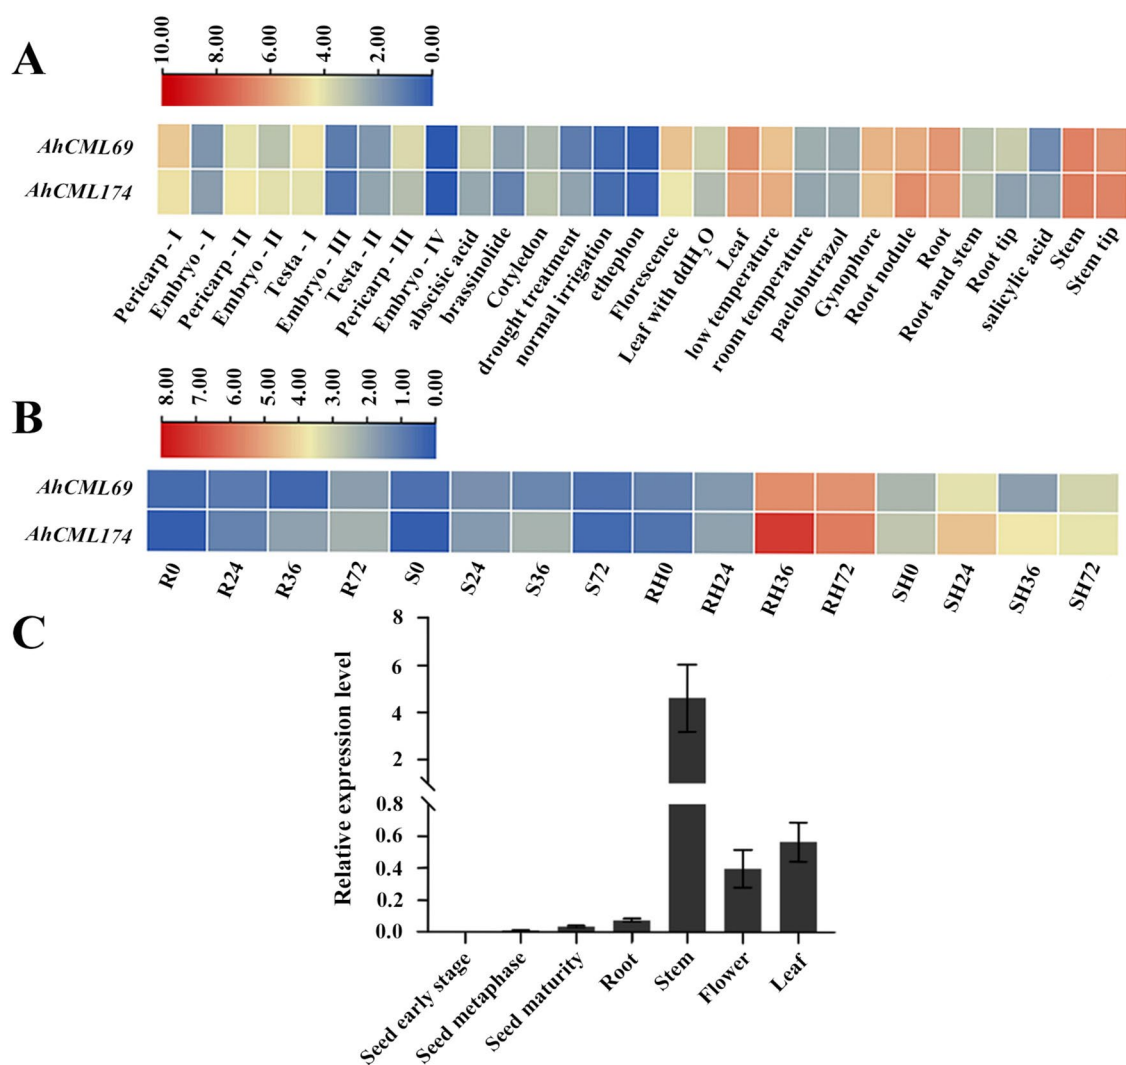 A
10.00
8.00
6.00
4.00
2.00
0.00
AhCML69
AhCML174
Pericarp - I
Embryo - I
Pericarp - II
Embryo - II
Testa - I
Embryo - III
Testa - II
Pericarp - III
Embryo - IV
abscisic acid
brassinolide
Cotyledon
drought treatment
normal irrigation
ethephon
Florescence
Leaf with ddH₂O
Leaf
low temperature
room temperature
paclobutrazol
Gynophore
Root nodule
Root
Root and stem
Root tip
salicylic acid
Stem
Stem tip
B
8.00
7.00
6.00
5.00
4.00
3.00
2.00
1.00
0.00
AhCML69
AhCML174
R0
R24
R36
R72
S0
S24
S36
S72
RH0
RH24
RH36
RH72
SH0
SH24
SH36
SH72
C
Relative expression level
8
6
4
2
0.8
0.6
0.4
0.2
0.0
Seed early stage
Seed metaphase
Seed maturity
Root
Stem
Flower
Leaf